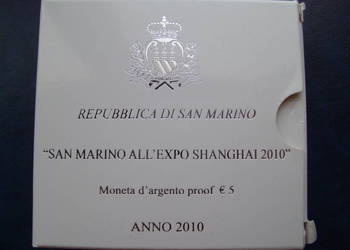 REPUBBLICA DI SAN MARINO
"SAN MARINO ALL'EXPO SHANGHAI 2010"
Moneta d'argento proof € 5
ANNO 2010